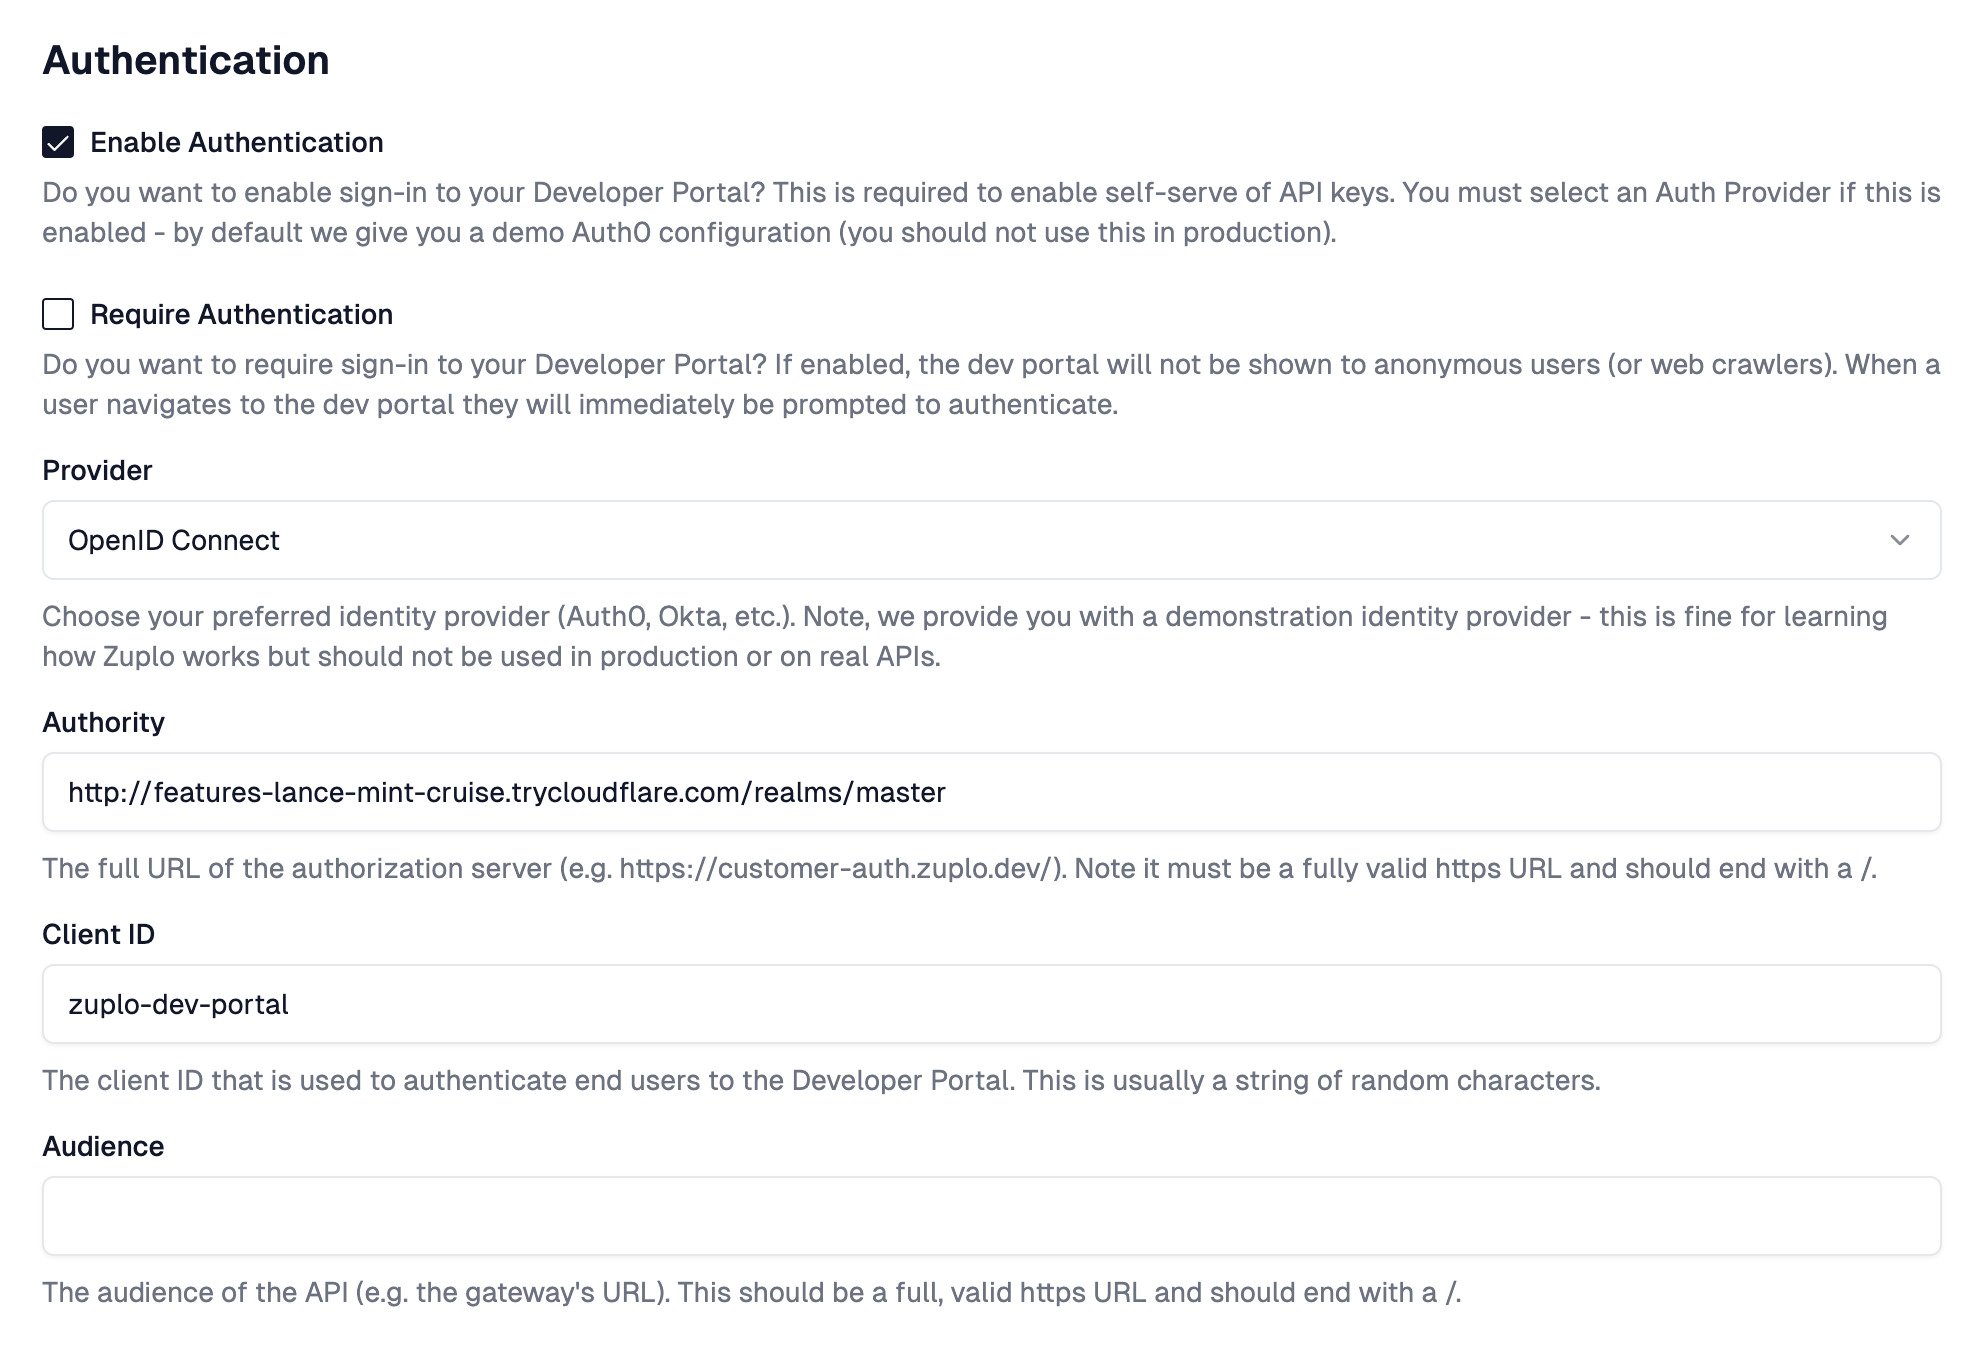 Authentication
Enable Authentication
Do you want to enable sign-in to your Developer Portal? This is required to enable self-serve of API keys. You must select an Auth Provider if this is
enabled - by default we give you a demo Auth0 configuration (you should not use this in production).
Require Authentication
Do you want to require sign-in to your Developer Portal? If enabled, the dev portal will not be shown to anonymous users (or web crawlers). When a
user navigates to the dev portal they will immediately be prompted to authenticate.
Provider
OpenID Connect
Choose your preferred identity provider (Auth0, Okta, etc.). Note, we provide you with a demonstration identity provider - this is fine for learning
how Zuplo works but should not be used in production or on real APIs.
Authority
http://features-lance-mint-cruise.trycloudflare.com/realms/master
The full URL of the authorization server (e.g. https://customer-auth.zuplo.dev/). Note it must be a fully valid https URL and should end with a /.
Client ID
zuplo-dev-portal
The client ID that is used to authenticate end users to the Developer Portal. This is usually a string of random characters.
Audience
The audience of the API (e.g. the gateway's URL). This should be a full, valid https URL and should end with a /.